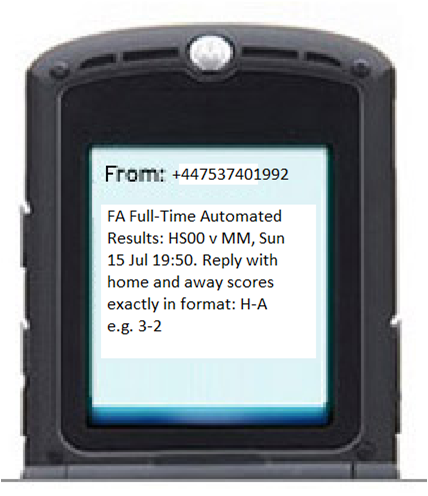 From: +447537401992
FA Full-Time Automated
Results: HS00 v MM, Sun
15 Jul 19:50. Reply with
home and away scores
exactly in format: H-A
e.g. 3-2